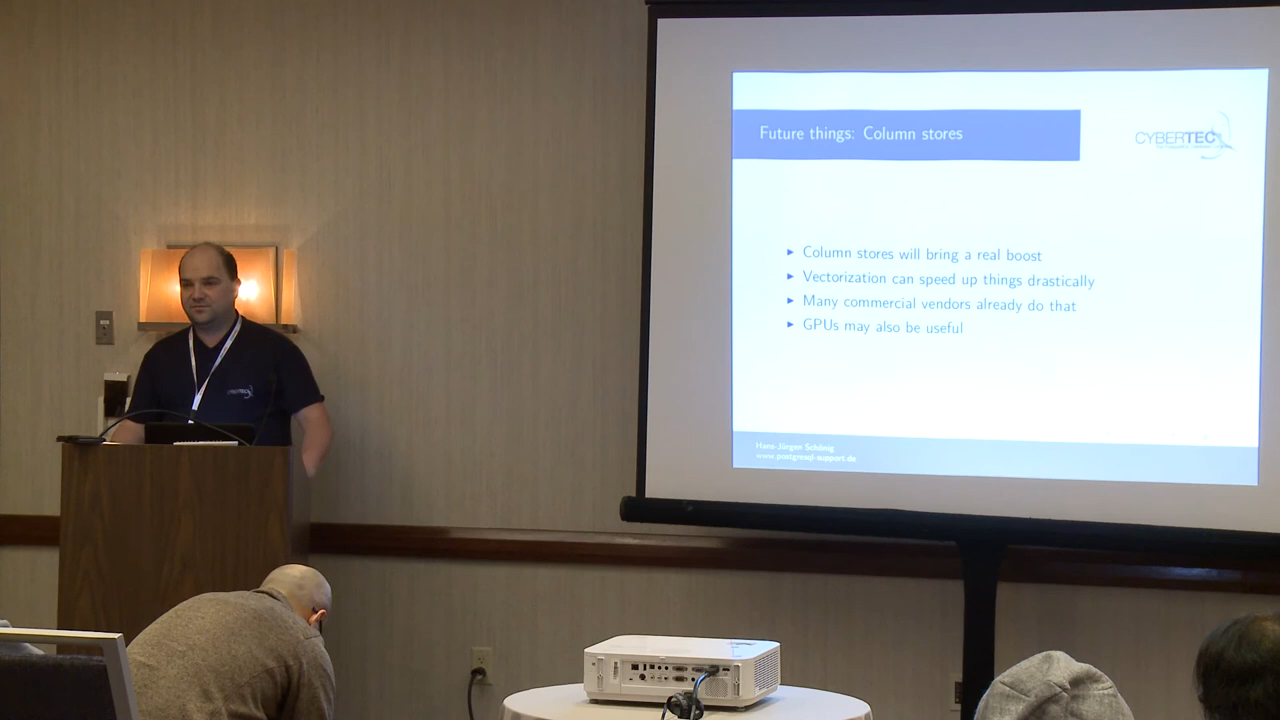 Future things: Column stores
CYBERTEC
Column stores will bring a real boost
Vectorization can speed up things drastically
Many commercial vendors already do that
GPUs may also be useful
Hans-Jürgen Schönig
www.postgresql-support.de
CYBERTEC